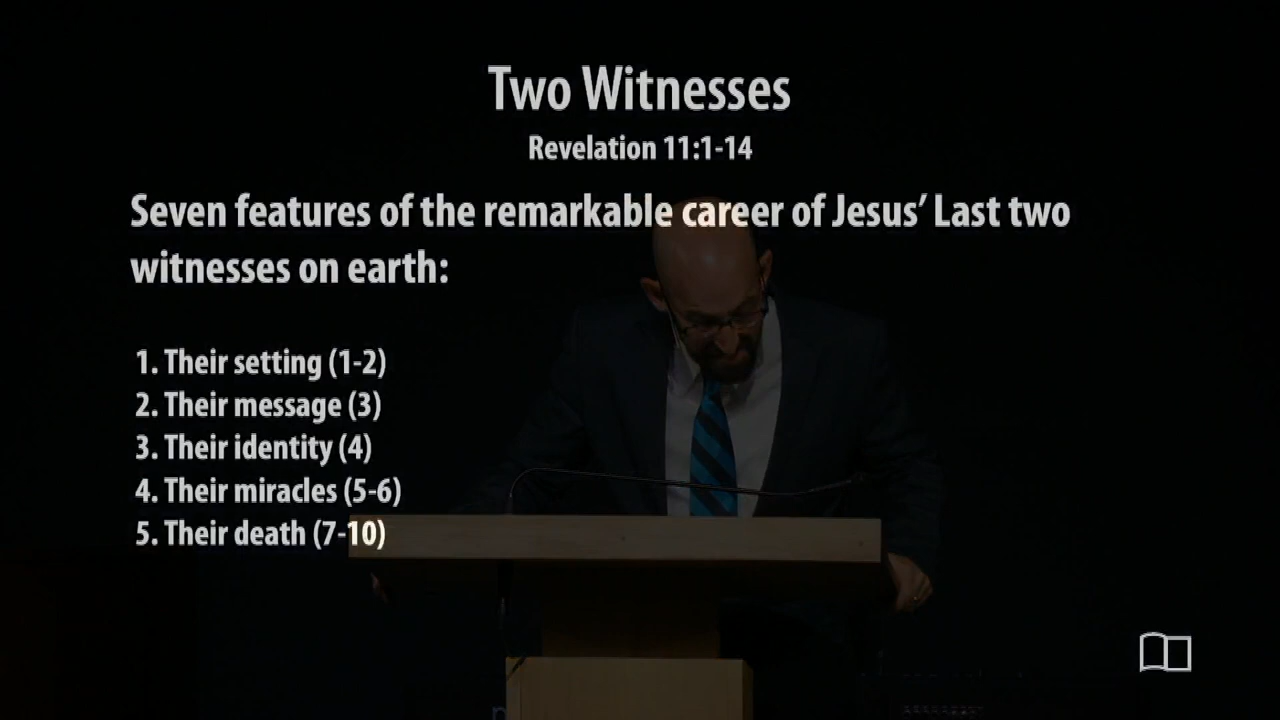 Two Witnesses
Revelation 11:1-14
Seven features of the remarkable career of Jesus’ Last two
witnesses on earth:
1. Their setting (1-2)
2. Their message (3)
3. Their identity (4)
4. Their miracles (5-6)
5. Their death (7-10)